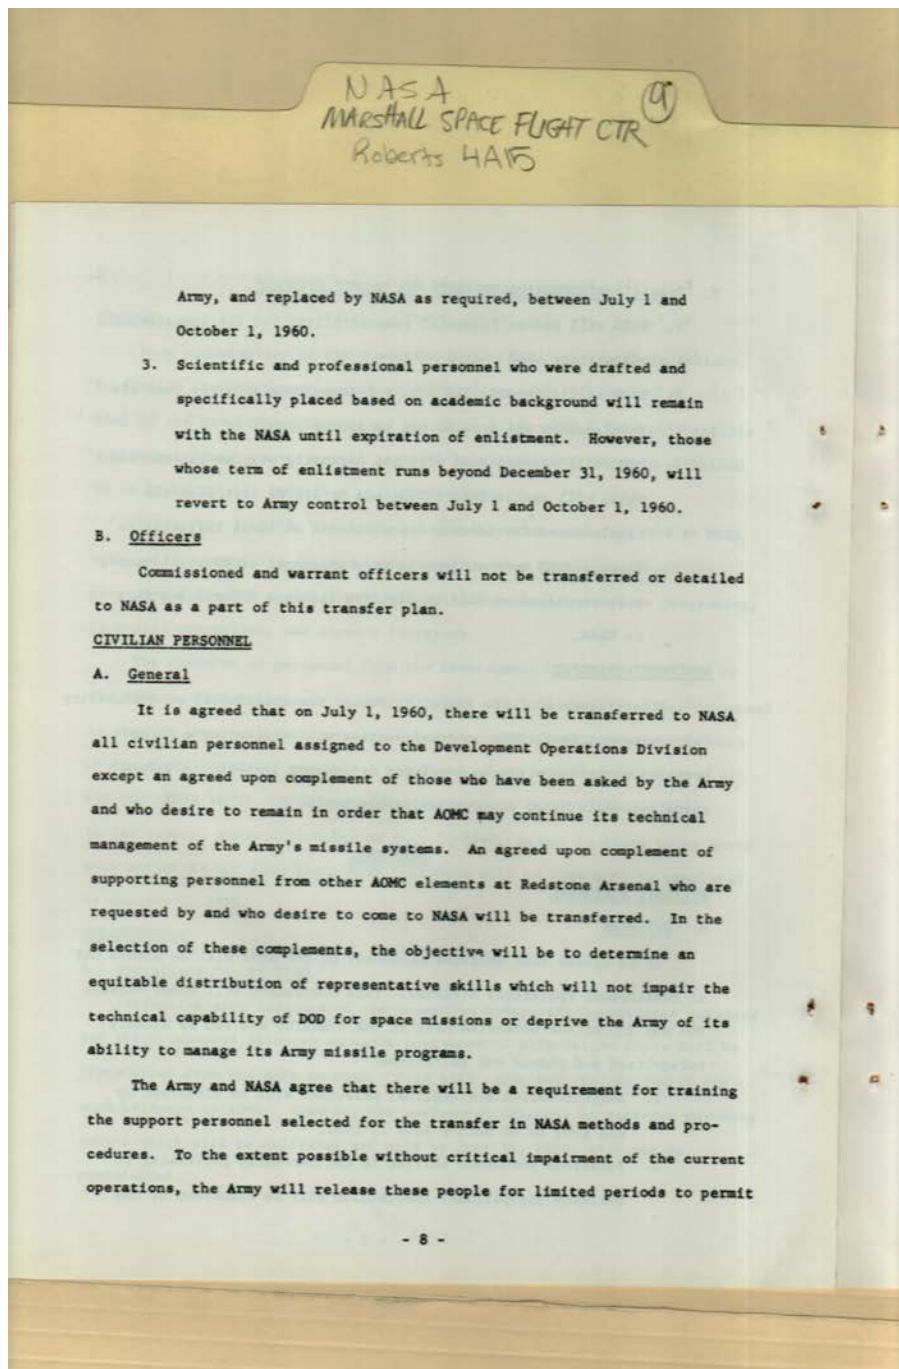 NASA
MARSHALL SPACE FLIGHT CTR
9
Roberts 4A15
Army, and replaced by NASA as required, between July 1 and
October 1, 1960.
3. Scientific and professional personnel who were drafted and
specifically placed based on academic background will remain
with the NASA until expiration of enlistment. However, those
whose term of enlistment runs beyond December 31, 1960, will
revert to Army control between July 1 and October 1, 1960.
B. Officers
Commissioned and warrant officers will not be transferred or detailed
to NASA as a part of this transfer plan.
CIVILIAN PERSONNEL
A. General
It is agreed that on July 1, 1960, there will be transferred to NASA
all civilian personnel assigned to the Development Operations Division
except an agreed upon complement of those who have been asked by the Army
and who desire to remain in order that AOMC may continue its technical
management of the Army's missile systems. An agreed upon complement of
supporting personnel from other AOMC elements at Redstone Arsenal who are
requested by and who desire to come to NASA will be transferred. In the
selection of these complements, the objective will be to determine an
equitable distribution of representative skills which will not impair the
technical capability of DOD for space missions or deprive the Army of its
ability to manage its Army missile programs.
The Army and NASA agree that there will be a requirement for training
the support personnel selected for the transfer in NASA methods and pro-
cedures. To the extent possible without critical impairment of the current
operations, the Army will release these people for limited periods to permit
- 8 -